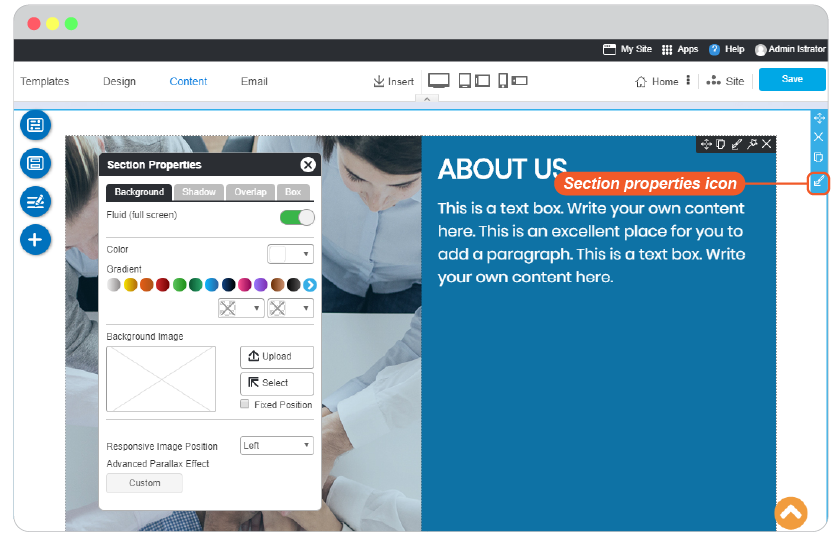 My Site Apps ? Help Admin Istrator
Templates Design Content Email Insert Home Site Save
Section Properties
Background Shadow Overlap Box
Fluid (full screen)
Color
Gradient
Background Image
Upload
Select
Fixed Position
Responsive Image Position Left
Advanced Parallax Effect
Custom
ABOUT US
Section properties icon
This is a text box. Write your own content
here. This is an excellent place for you to
add a paragraph. This is a text box. Write
your own content here.